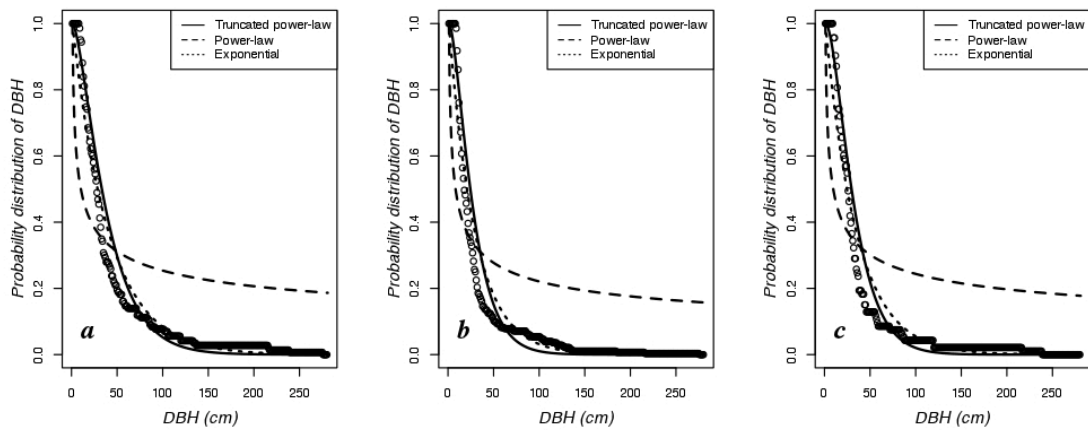 Probability distribution of DBH
1.0
0.8
0.6
0.4
0.2
0.0
Truncated power-law
Power-law
Exponential
a
0 50 100 150 200 250
DBH (cm)
Probability distribution of DBH
1.0
0.8
0.6
0.4
0.2
0.0
Truncated power-law
Power-law
Exponential
b
0 50 100 150 200 250
DBH (cm)
Probability distribution of DBH
1.0
0.8
0.6
0.4
0.2
0.0
Truncated power-law
Power-law
Exponential
c
0 50 100 150 200 250
DBH (cm)